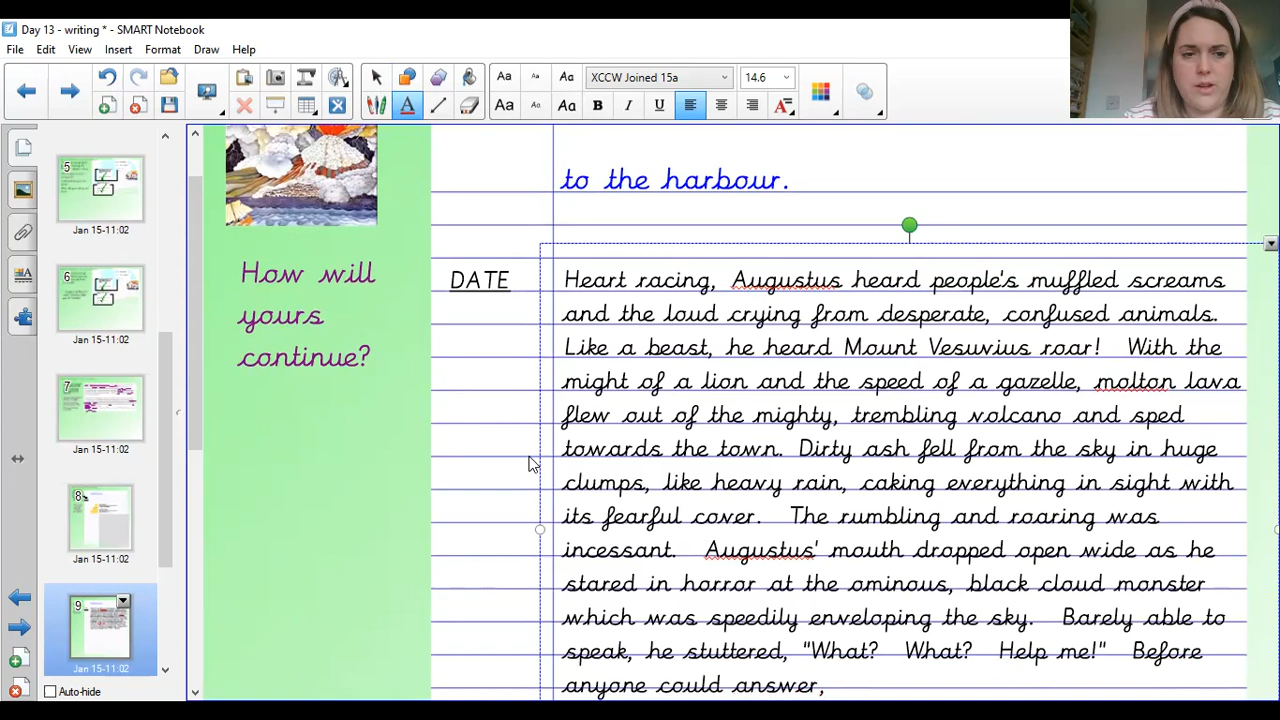 Day 13 - writing * - SMART Notebook
File Edit View Insert Format Draw Help
XCCW Joined 15a
14.6
5
Jan 15-11:02
6
Jan 15-11:02
7
Jan 15-11:02
8
Jan 15-11:02
9
Jan 15-11:02
Auto-hide
How will
yours
continue?
to the harbour.
DATE
Heart racing, Augustus heard people's muffled screams
and the loud crying from desperate, confused animals.
Like a beast, he heard Mount Vesuvius roar! With the
might of a lion and the speed of a gazelle, molton lava
flew out of the mighty, trembling volcano and sped
towards the town. Dirty ash fell from the sky in huge
clumps, like heavy rain, caking everything in sight with
its fearful cover. The rumbling and roaring was
incessant. Augustus' mouth dropped open wide as he
stared in horror at the ominous, black cloud monster
which was speedily enveloping the sky. Barely able to
speak, he stuttered, "What? What? Help me!" Before
anyone could answer,